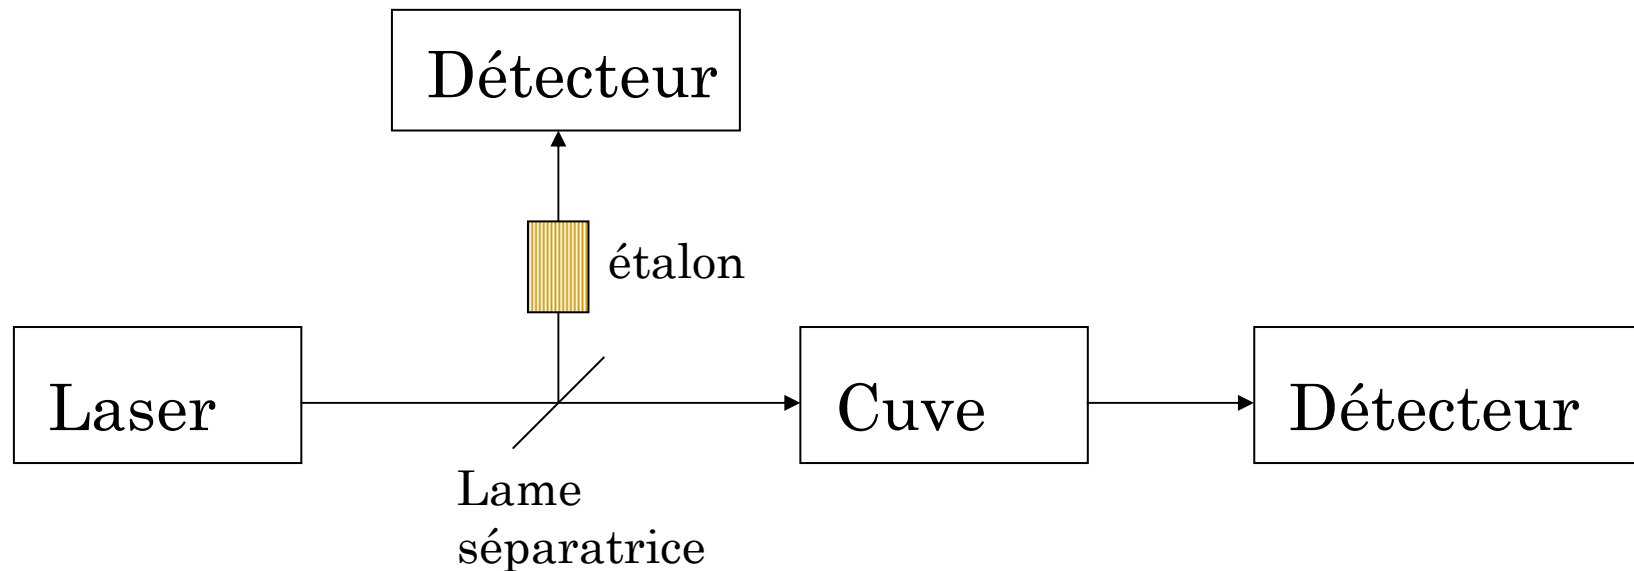 Détecteur
étalon
Laser
Cuve
Détecteur
Lame
séparatrice